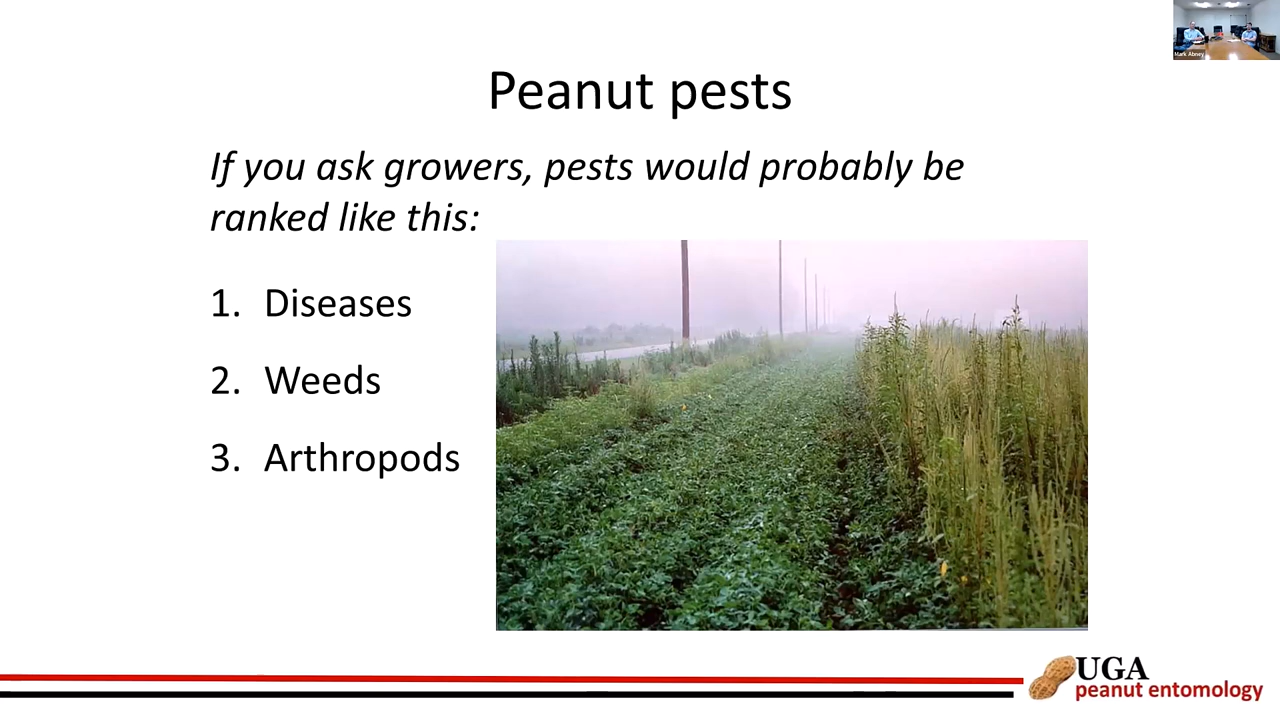 Mark Abney
Peanut pests
If you ask growers, pests would probably be
ranked like this:
1. Diseases
2. Weeds
3. Arthropods
UGA
peanut entomology